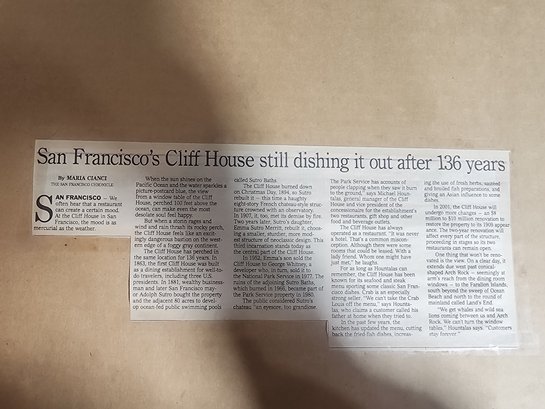 San Francisco's Cliff House still dishing it out after 136 years
By MARIA CIANCI
THE SAN FRANCISCO CHRONICLE
SAN FRANCISCO – We
often hear that a restaurant
can create a certain mood.
At the Cliff House in San
Francisco, the mood is as
mercurial as the weather.
When the sun shines on the
Pacific Ocean and the water sparkles a
picture-postcard blue, the view
from a window table of the Cliff
House, perched 100 feet above the
ocean, can make even the most
desolate soul feel happy.
But when a storm rages and
wind and rain thrash its rocky perch,
the Cliff House feels like an excit-
ingly dangerous bastion on the west-
ern edge of a foggy gray continent.
The Cliff House has perched in
the same location for 136 years. In
1863, the first Cliff House was built
as a dining establishment for well-to-
do travelers, including three U.S.
presidents. In 1881, wealthy business-
man and later San Francisco may-
or Adolph Sutro bought the property
and the adjacent 80 acres to devel-
op ocean-fed public swimming pools
called Sutro Baths.
The Cliff House burned down
on Christmas Day, 1894, so Sutro
rebuilt it – this time a haughty
eight-story French chateau-style struc-
ture crowned with an observatory.
In 1907, it, too, met its demise by fire.
Two years later, Sutro's daughter,
Emma Sutro Merritt, rebuilt it, choos-
ing a smaller, sturdier, more mod-
est structure of neoclassic design. This
third incarnation stands today as
the central part of the Cliff House.
In 1952, Emma's son sold the
Cliff House to George Whitney, a
developer who, in turn, sold it to
the National Park Service in 1977. The
ruins of the adjoining Sutro Baths,
which burned in 1966, became part of
the Park Service property in 1980.
The public considered Sutro's
chateau "an eyesore, too grandiose.
The Park Service has accounts of
people clapping when they saw it burn
to the ground," says Michael Houn-
talas, general manager of the Cliff
House and vice president of the
concessionaire for the establishment's
two restaurants, gift shop and other
food and beverage outlets.
The Cliff House has always
operated as a restaurant. "It was never
a hotel. That's a common miscon-
ception. Although there were some
rooms that could be leased. With a
lady friend. Whom one might have
just met," he laughs.
For as long as Hountalas can
remember, the Cliff House has been
known for its seafood and steak
menu sporting some classic San Fran-
cisco dishes. Crab is an especially
strong seller. "We can't take the Crab
Louis off the menu," says Hounta-
las, who claims a customer called his
father at home when they tried to.
In the past few years, the
kitchen has updated the menu, cutting
back the fried-fish dishes, increas-
ing the use of fresh herbs, sauteed
and broiled fish preparations, and
giving an Asian influence to some
dishes.
In 2001, the Cliff House will
undergo more changes – an $8
million to $10 million renovation to
restore the property to its 1909 appear-
ance. The two-year renovation will
affect every part of the structure,
proceeding in stages so its two
restaurants can remain open.
One thing that won't be reno-
vated is the view. On a clear day, it
extends due west past critical-
shaped Arch Rock – seemingly at
arm's reach from the dining room
windows – to the Farallon Islands,
south beyond the sweep of Ocean
Beach and north to the round of
mainland called Land's End.
"We get whales and wild sea
lions coming between us and Arch
Rock. We can't turn the window
tables," Hountalas says. "Customers
stay forever."